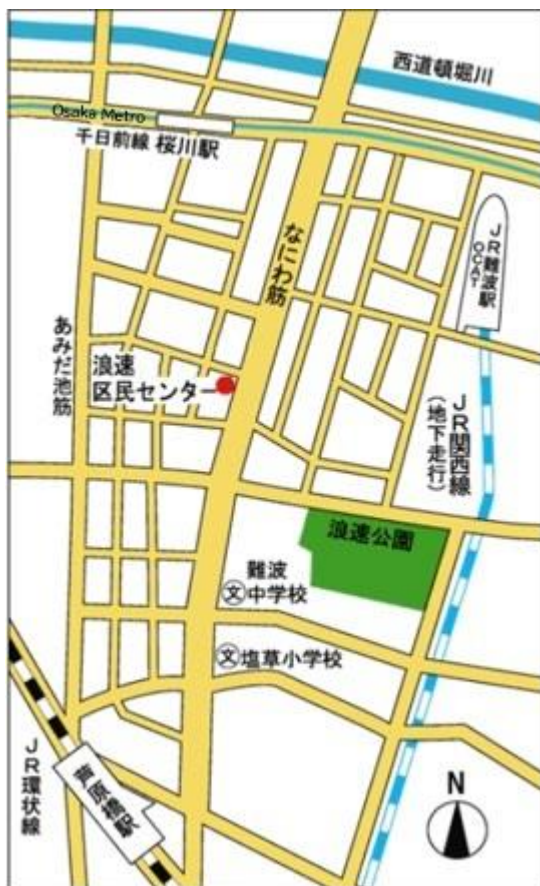 西道頓堀川
Osaka Metro
千日前線 桜川駅
なにわ筋
JR難波駅
OCAT
あみだ池筋
浪速
区民センター
JR関西線
(地下走行)
浪速公園
難波
文中学校
文塩草小学校
JR環状線
芦原橋駅
N